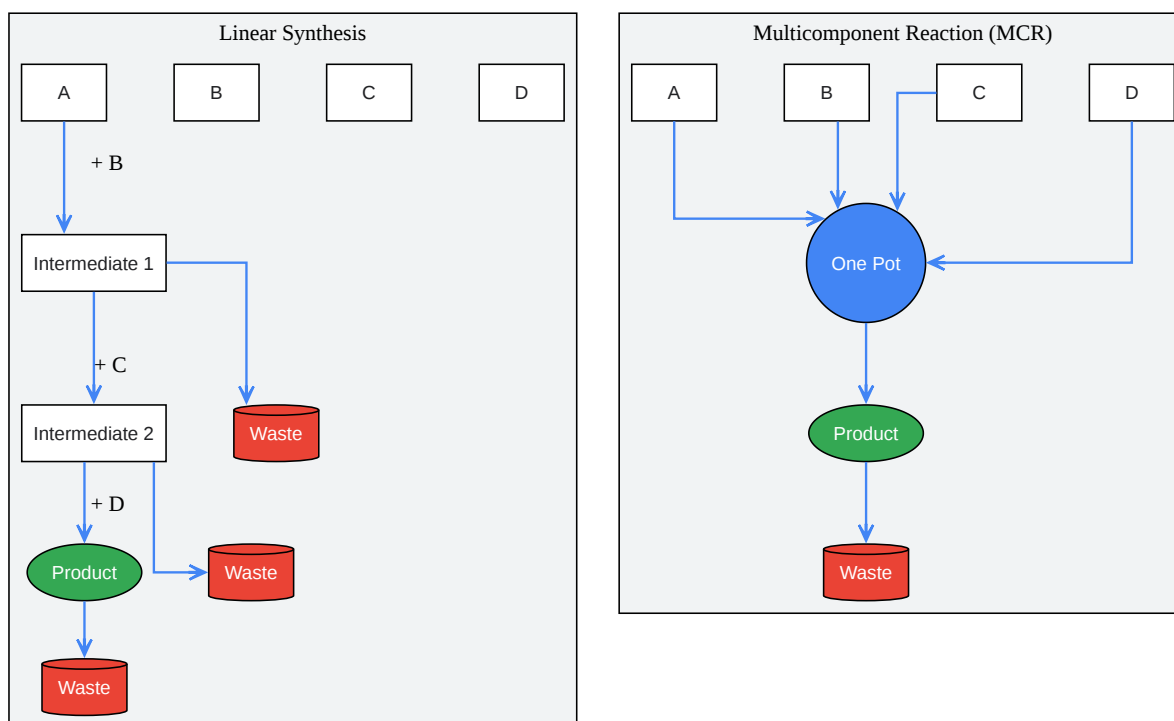 Linear Synthesis
A
B
C
D
+ B
Intermediate 1
+ C
Intermediate 2
Waste
+ D
Product
Waste
Waste
Multicomponent Reaction (MCR)
A
B
C
D
One Pot
Product
Waste